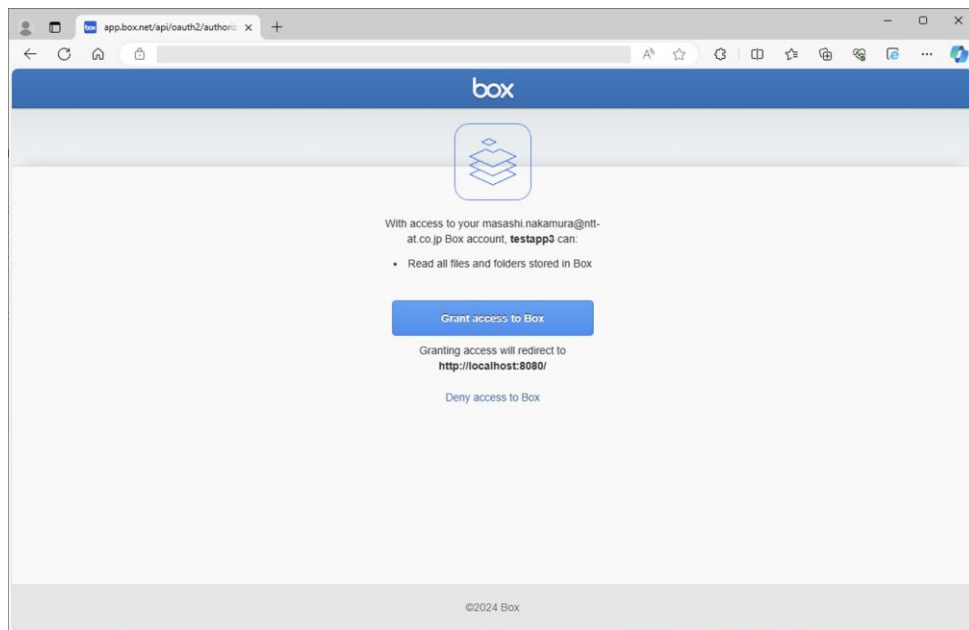 box app.box.net/api/oauth2/authori
box
With access to your masashi.nakamura@ntt-
at.co.jp Box account, testapp3 can:
• Read all files and folders stored in Box
Grant access to Box
Granting access will redirect to
http://localhost:8080/
Deny access to Box
©2024 Box